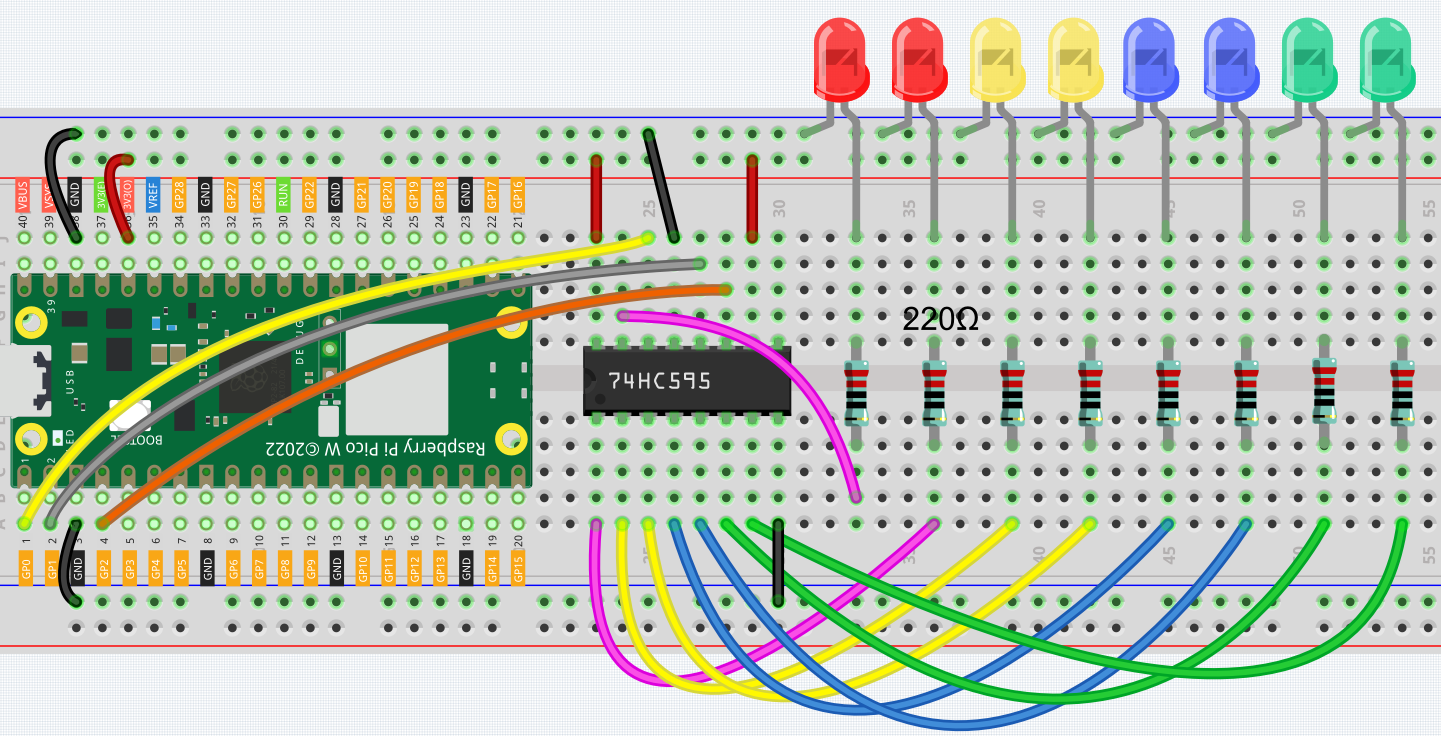 40 VBUS
39 VSYS
38 GND
37 3V3(E)
36 3V3(O)
35 VREF
34 GP28
33 GND
32 GP27
31 GP26
30 RUN
29 GP22
28 GND
27 GP21
26 GP20
25 GP19
24 GP18
23 GND
22 GP17
21 GP16
25
30
35
40
45
50
55
J
39
USB
DEBUG
BOOTSEL
LED
1
2
Raspberry Pi Pico W ©2022
74HC595
220Ω
A
1 GP0
2 GP1
3 GND
4 GP2
5 GP3
6 GP4
7 GP5
8 GND
9 GP6
10 GP7
11 GP8
12 GP9
13 GND
14 GP10
15 GP11
16 GP12
17 GP13
18 GND
19 GP14
20 GP15
25
35
40
45
50
55